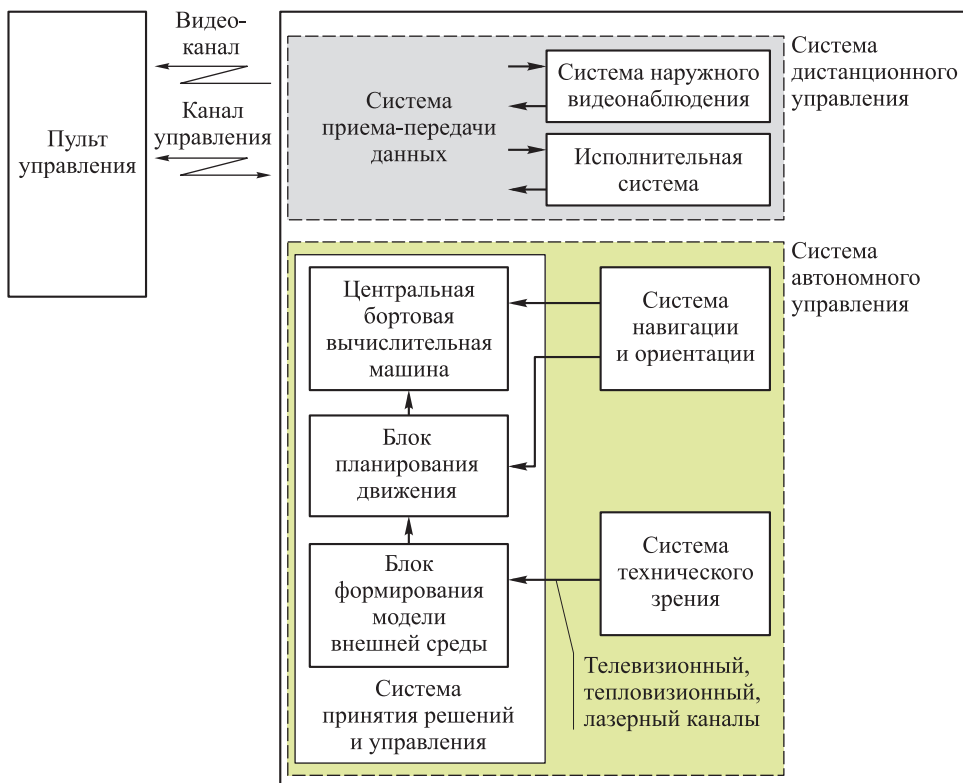 Пульт
управления
Видео-
канал
Канал
управления
Система
приема-передачи
данных
Система наружного
видеонаблюдения
Исполнительная
система
Система
дистанционного
управления
Система
автономного
управления
Центральная
бортовая
вычислительная
машина
Система
навигации
и ориентации
Блок
планирования
движения
Блок
формирования
модели
внешней среды
Система
технического
зрения
Система
принятия решений
и управления
Телевизионный,
тепловизионный,
лазерный каналы